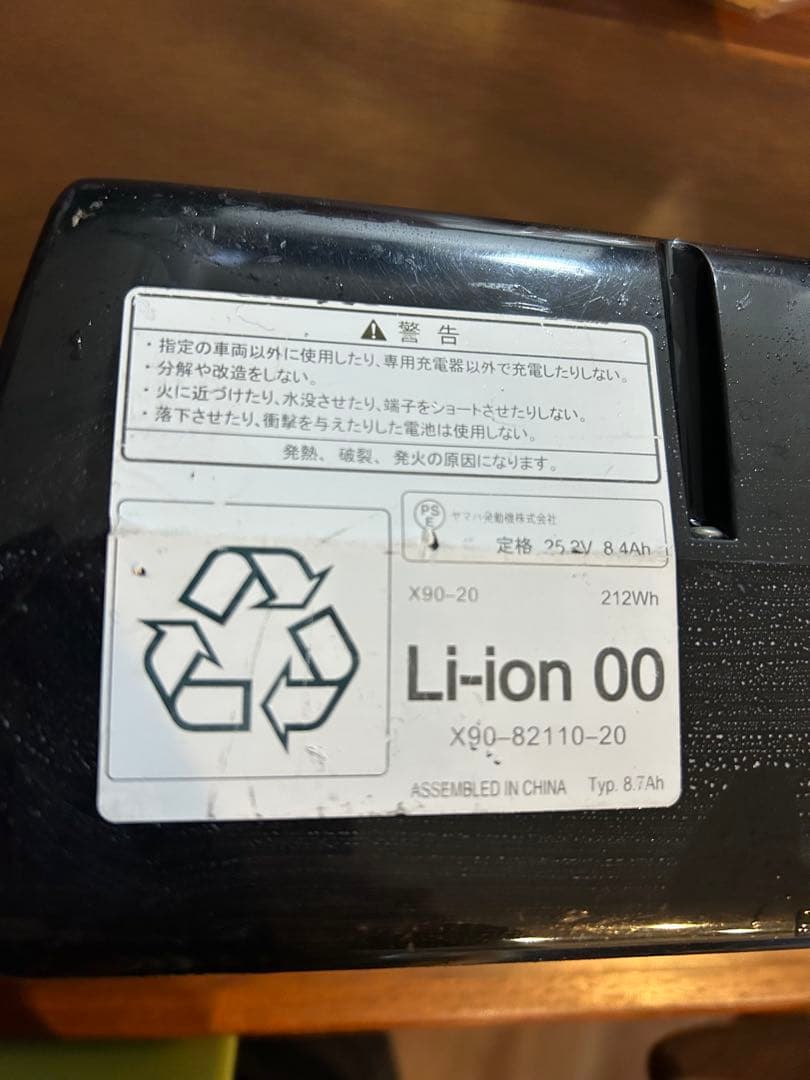 警告
・指定の車両以外に使用したり、専用充電器以外で充電したりしない。
・分解や改造をしない。
・火に近づけたり、水没させたり、端子をショートさせたりしない。
・落下させたり、衝撃を与えたりした電池は使用しない。
発熱、破裂、発火の原因になります。
PS
E
ヤマハ発動機株式会社
定格 25.2V 8.4Ah
X90-20 212Wh
Li-ion 00
X90-82110-20
ASSEMBLED IN CHINA Typ. 8.7Ah